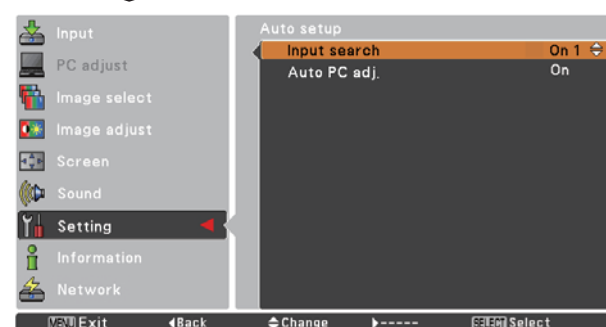 Input
PC adjust
Image select
Image adjust
Screen
Sound
Setting
Information
Network
Auto setup
Input search On 1
Auto PC adj. On
MENU Exit Back Change ----- SELECT Select